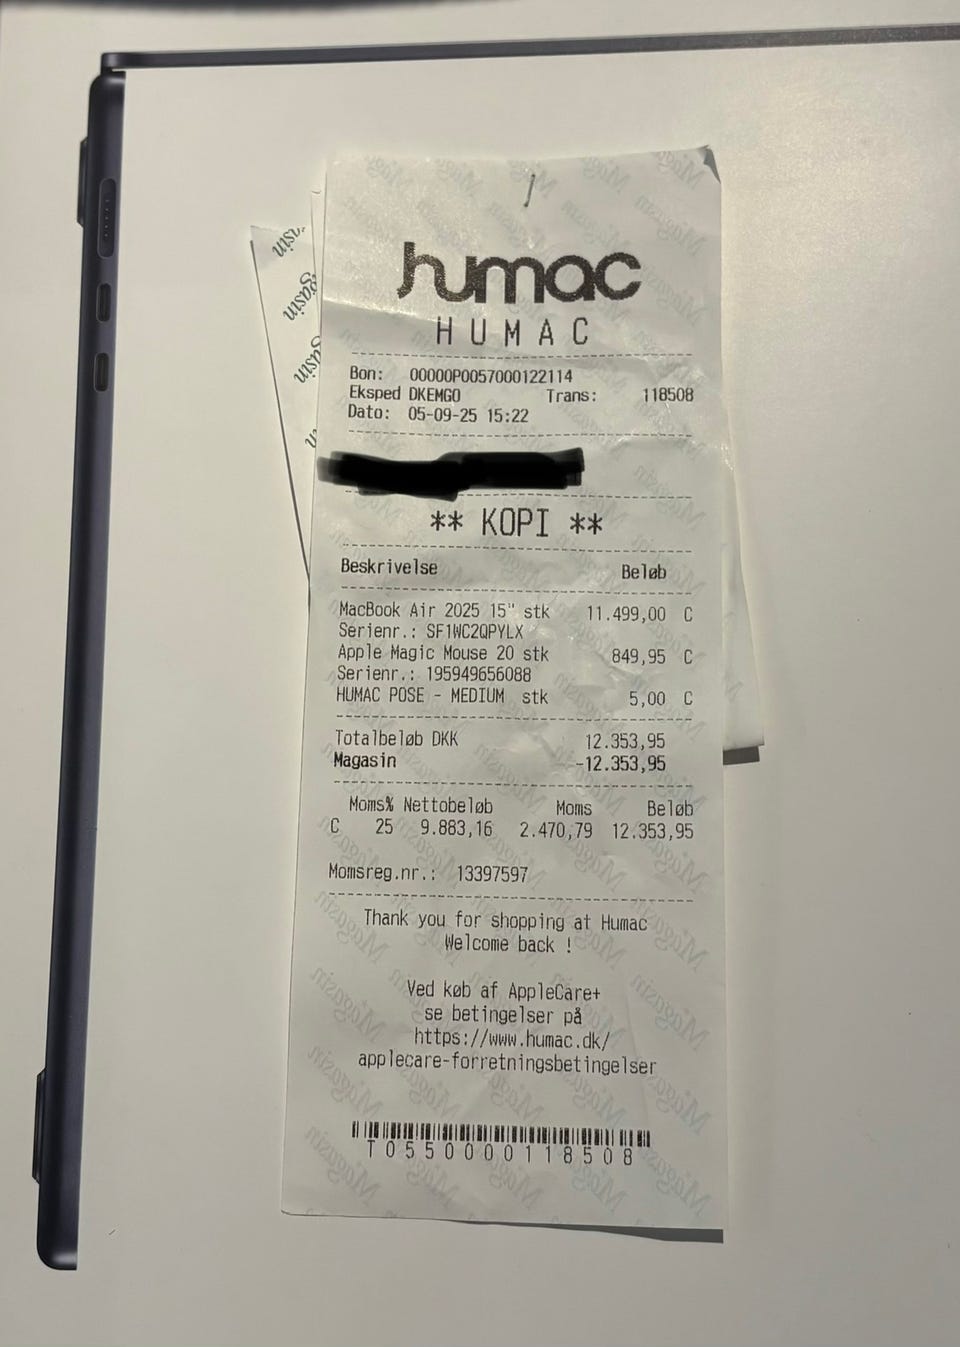 humac
HUMAC
Bon: 00000P0057000122114
Eksped DKEMGO Trans: 118508
Dato: 05-09-25 15:22
** KOPI **
Beskrivelse Beløb
MacBook Air 2025 15" stk 11.499,00 C
Serienr.: SF1WC2QPYLX
Apple Magic Mouse 20 stk 849,95 C
Serienr.: 195949656088
HUMAC POSE - MEDIUM stk 5,00 C
Totalbeløb DKK 12.353,95
Magasin -12.353,95
Moms% Nettobeløb Moms Beløb
C 25 9.883,16 2.470,79 12.353,95
Momsreg.nr.: 13397597
Thank you for shopping at Humac
Welcome back !
Ved køb af AppleCare+
se betingelser på
https://www.humac.dk/
applecare-forretningsbetingelser
T0550000118508